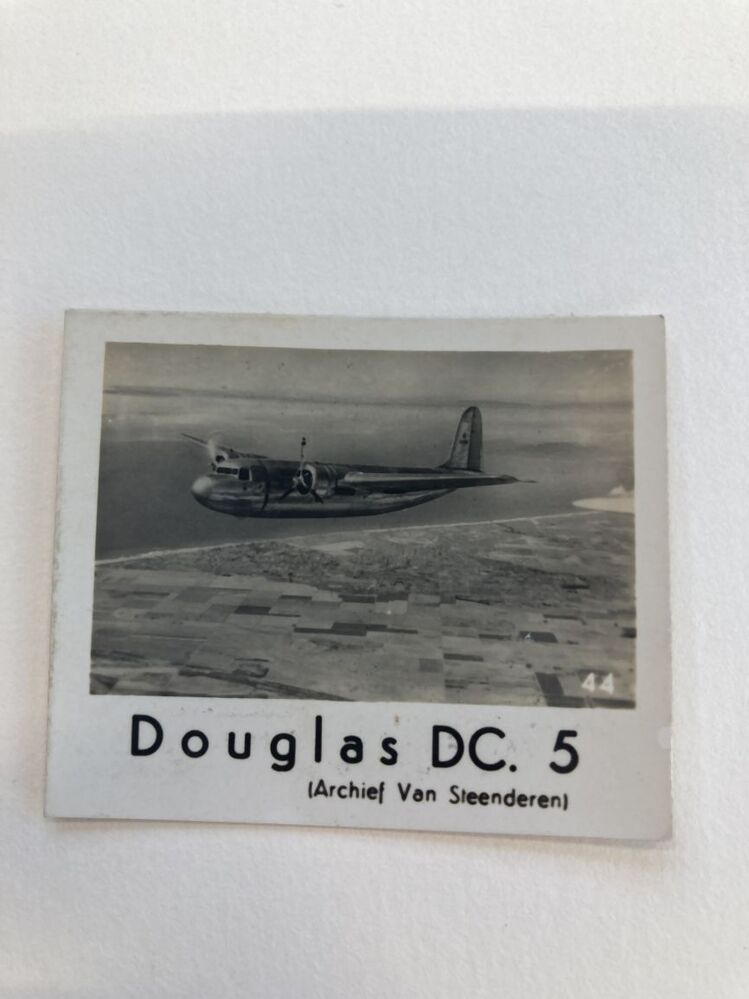 44
Douglas DC. 5
(Archief Van Steenderen)